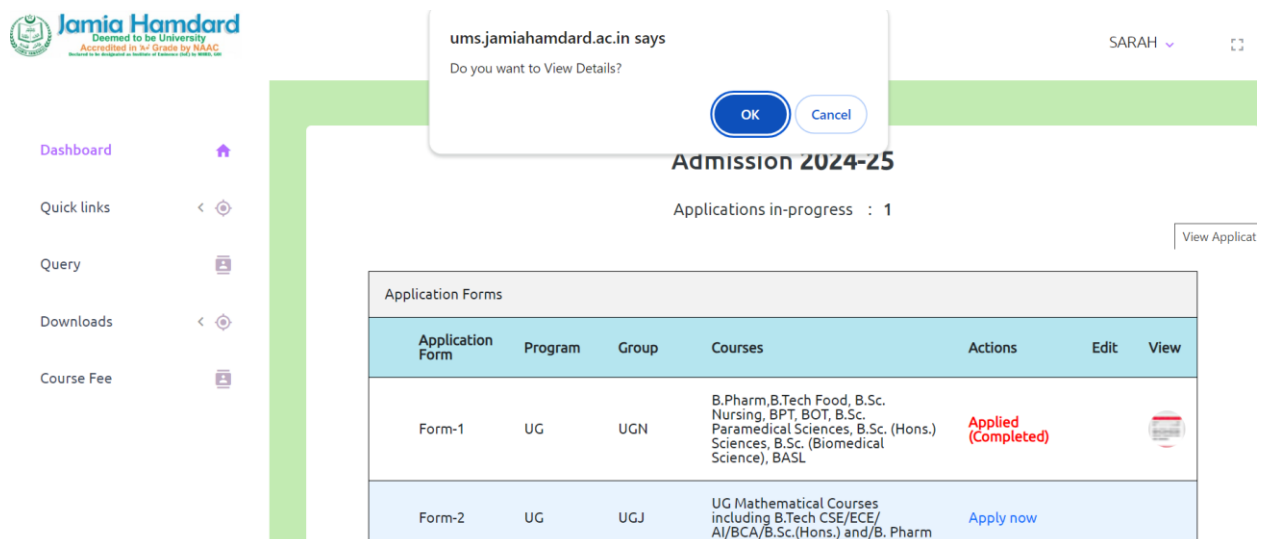 Jamia Hamdard
Deemed to be University
Accredited in 'A+' Grade by NAAC
ums.jamiahamdard.ac.in says
Do you want to View Details?
OK
Cancel
SARAH
Dashboard
Quick links
Query
Downloads
Course Fee
Admission 2024-25
Applications in-progress : 1
View Applicat
Application Forms
Application
Form
Program
Group
Courses
Actions
Edit
View
Form-1
UG
UGN
B.Pharm,B.Tech Food, B.Sc.
Nursing, BPT, BOT, B.Sc.
Paramedical Sciences, B.Sc. (Hons.)
Sciences, B.Sc. (Biomedical
Science), BASL
Applied
(Completed)
Form-2
UG
UGJ
UG Mathematical Courses
including B.Tech CSE/ECE/
AI/BCA/B.Sc.(Hons.) and/B. Pharm
Apply now